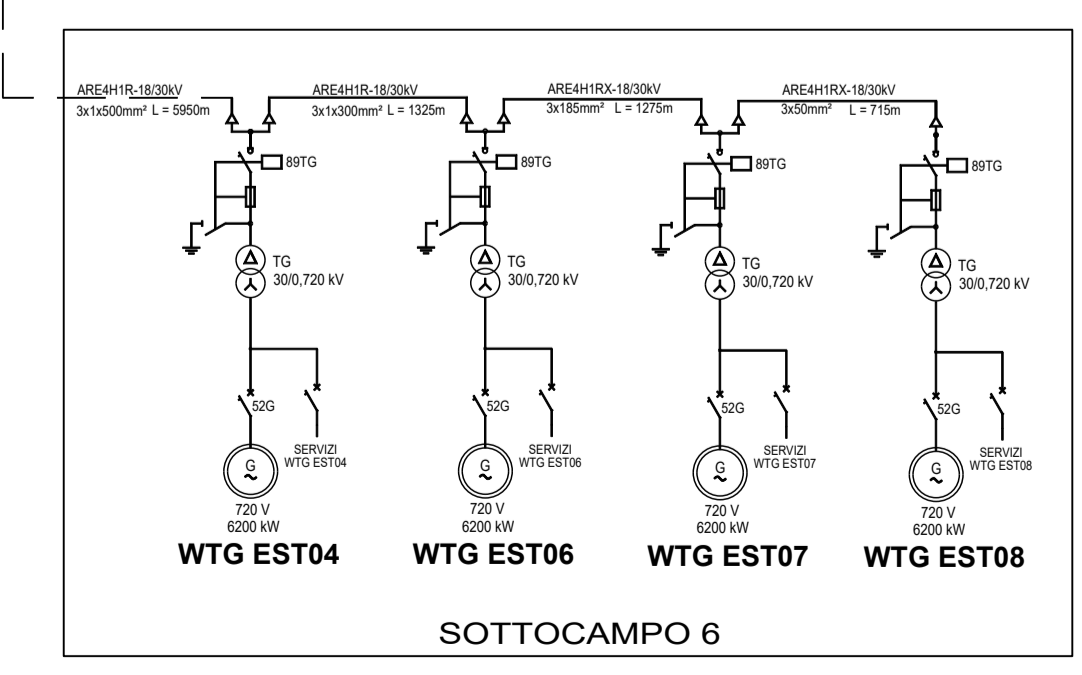 ARE4H1R-18/30kV
3x1x500mm² L = 5950m
ARE4H1R-18/30kV
3x1x300mm² L = 1325m
ARE4H1RX-18/30kV
3x185mm² L = 1275m
ARE4H1RX-18/30kV
3x50mm² L = 715m
89TG
TG
30/0,720 kV
52G
SERVIZI
WTG EST04
G
~
720 V
6200 kW
WTG EST04
89TG
TG
30/0,720 kV
52G
SERVIZI
WTG EST06
G
~
720 V
6200 kW
WTG EST06
89TG
TG
30/0,720 kV
52G
SERVIZI
WTG EST07
G
~
720 V
6200 kW
WTG EST07
89TG
TG
30/0,720 kV
52G
SERVIZI
WTG EST08
G
~
720 V
6200 kW
WTG EST08
SOTTOCAMPO 6